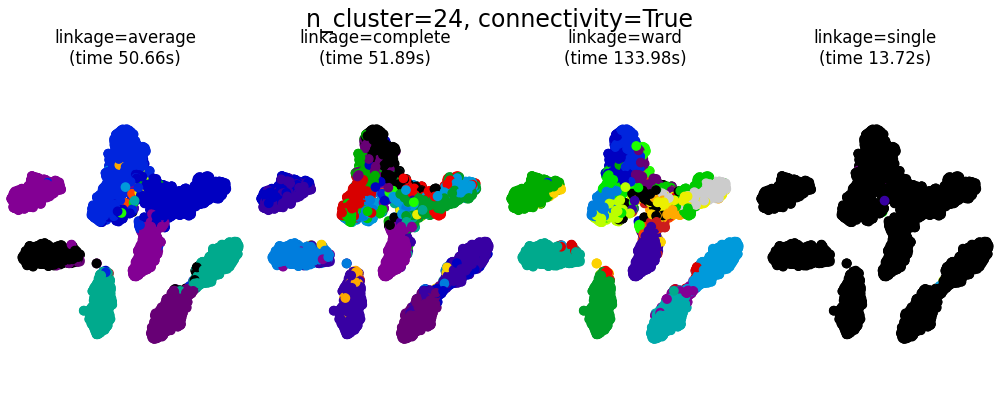 n_cluster=24, connectivity=True
linkage=average
(time 50.66s)
linkage=complete
(time 51.89s)
linkage=ward
(time 133.98s)
linkage=single
(time 13.72s)